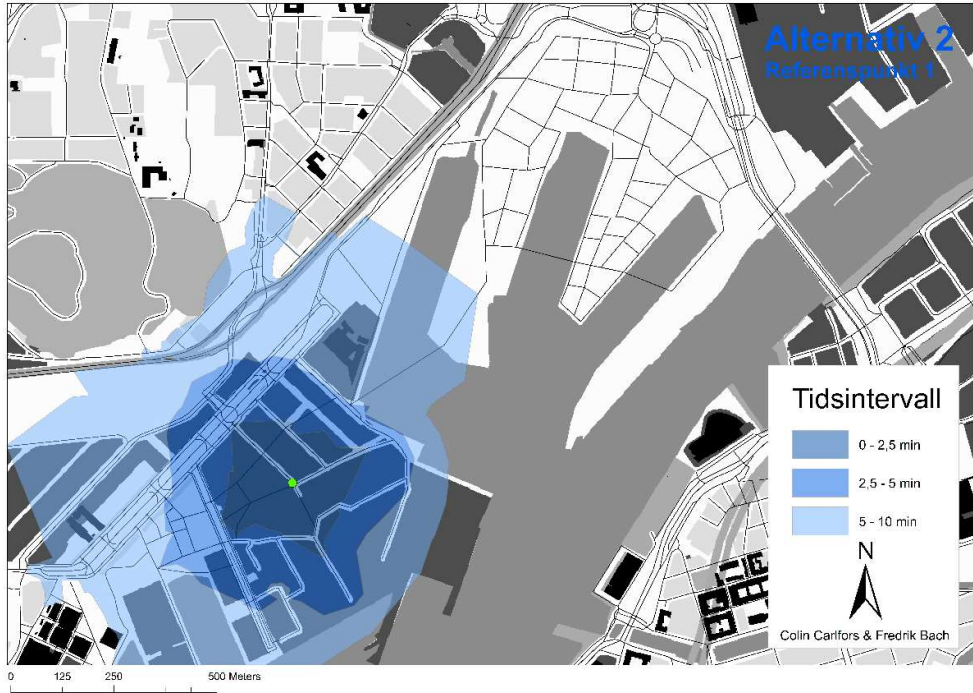 Alternativ 2
Referenspunkt 1
Tidsintervall
0 - 2,5 min
2,5 - 5 min
5 - 10 min
N
Colin Carlfors & Fredrik Bach
0 125 250 500 Meters